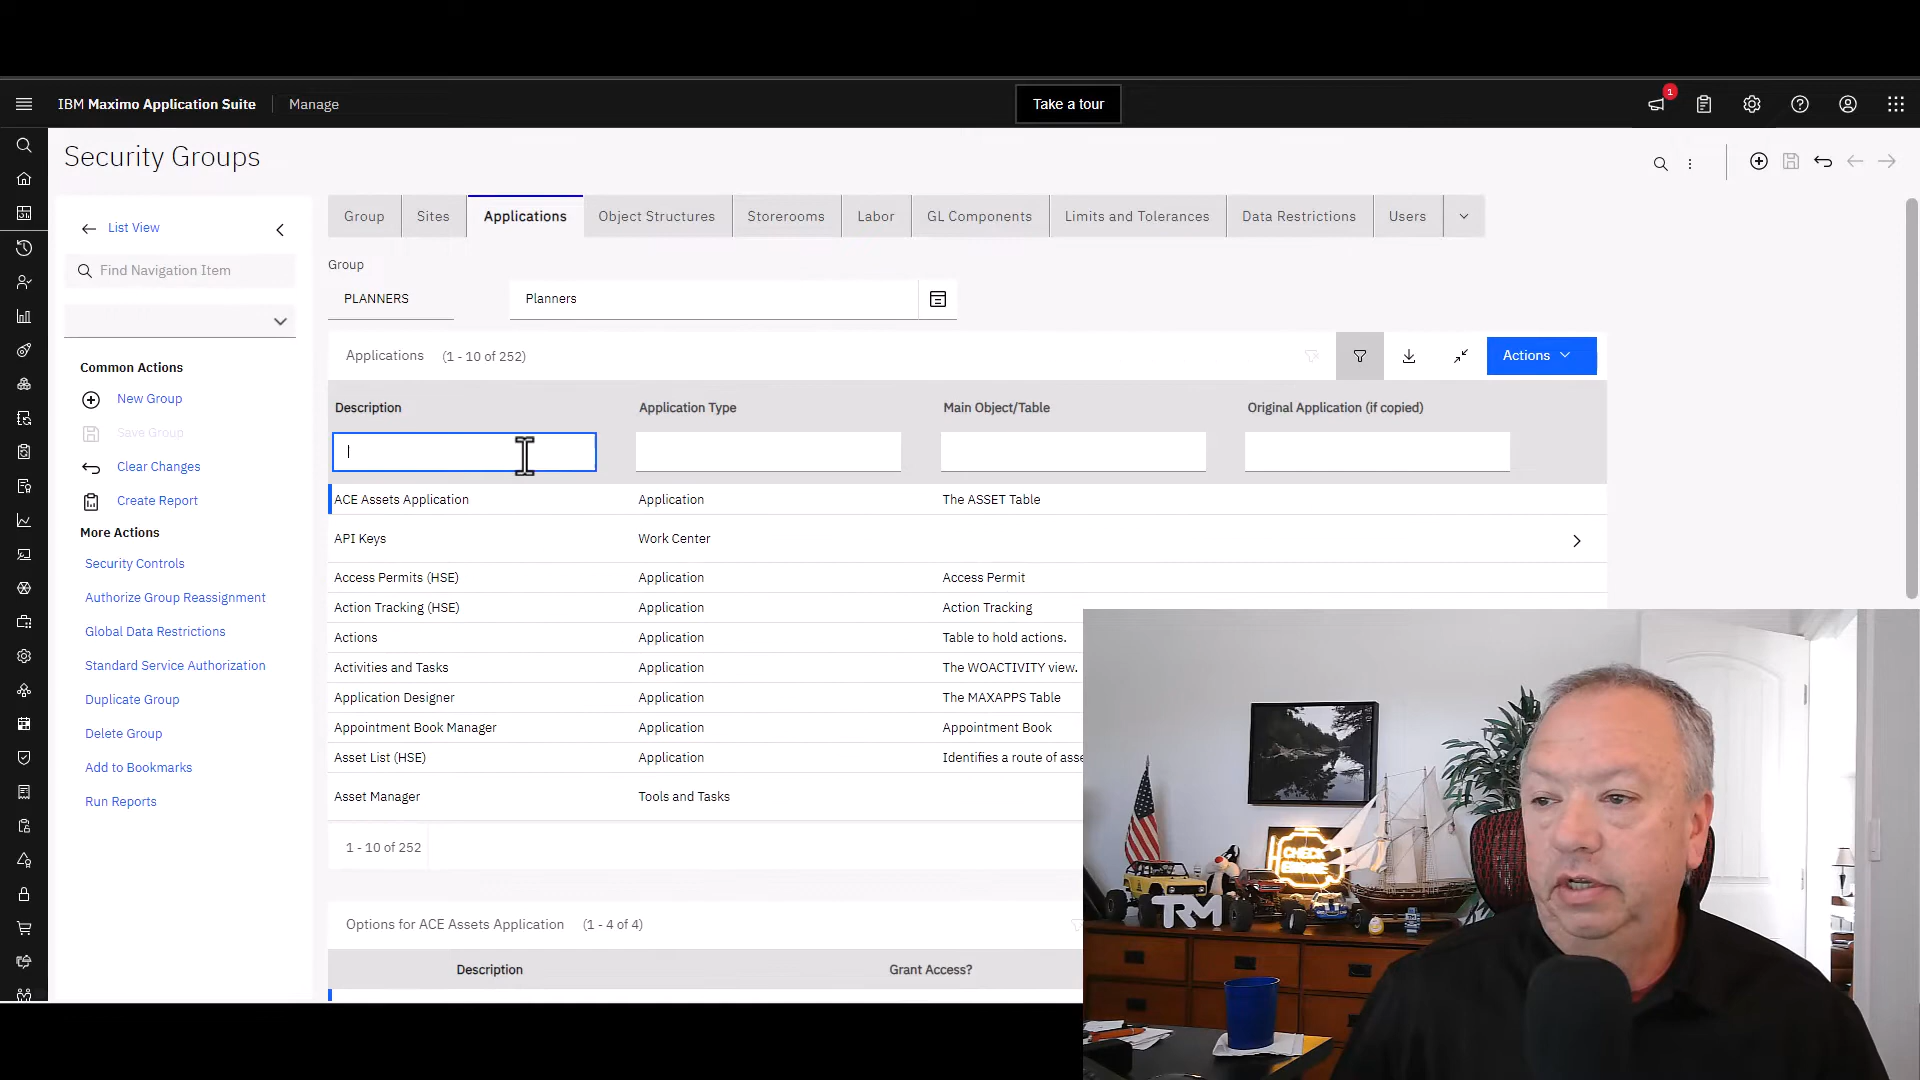 IBM Maximo Application Suite
Manage
Take a tour
1
Security Groups
List View
Find Navigation Item
Common Actions
New Group
Save Group
Clear Changes
Create Report
More Actions
Security Controls
Authorize Group Reassignment
Global Data Restrictions
Standard Service Authorization
Duplicate Group
Delete Group
Add to Bookmarks
Run Reports
Group Sites Applications Object Structures Storerooms Labor GL Components Limits and Tolerances Data Restrictions Users
Group
PLANNERS Planners
Applications (1 - 10 of 252)
Actions
Description Application Type Main Object/Table Original Application (if copied)
ACE Assets Application Application The ASSET Table
API Keys Work Center
Access Permits (HSE) Application Access Permit
Action Tracking (HSE) Application Action Tracking
Actions Application Table to hold actions.
Activities and Tasks Application The WOACTIVITY view.
Application Designer Application The MAXAPPS Table
Appointment Book Manager Application Appointment Book
Asset List (HSE) Application Identifies a route of asse
Asset Manager Tools and Tasks
1 - 10 of 252
Options for ACE Assets Application (1 - 4 of 4)
Description Grant Access?
CHECK
ENGINE
TRM